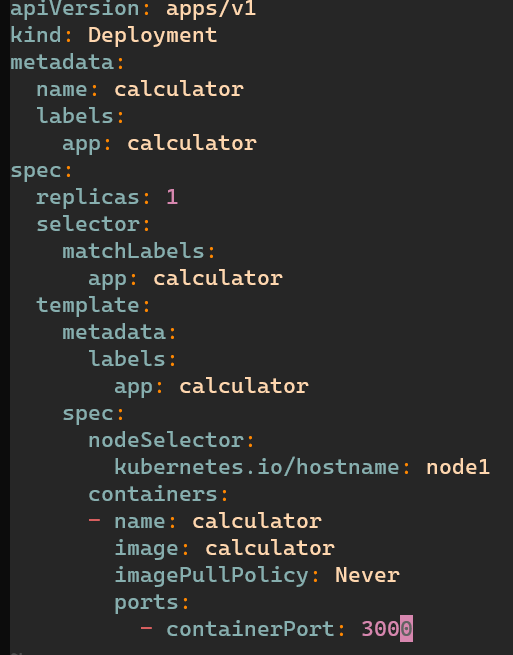 apiVersion: apps/v1
kind: Deployment
metadata:
  name: calculator
  labels:
    app: calculator
spec:
  replicas: 1
  selector:
    matchLabels:
      app: calculator
  template:
    metadata:
      labels:
        app: calculator
    spec:
      nodeSelector:
        kubernetes.io/hostname: node1
      containers:
      - name: calculator
        image: calculator
        imagePullPolicy: Never
        ports:
          - containerPort: 3000